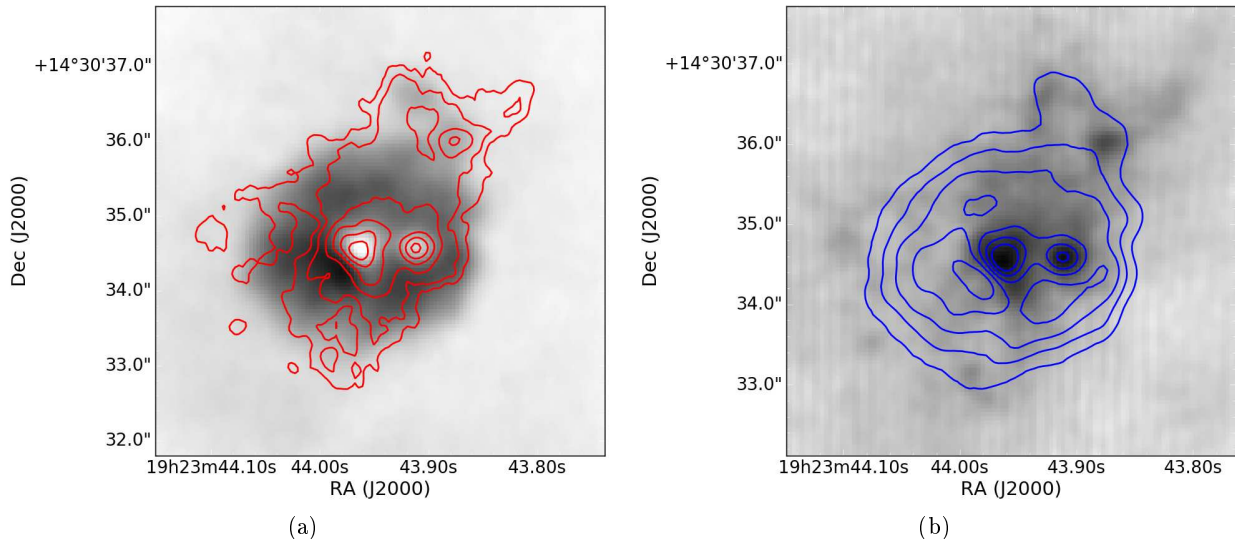 +14°30'37.0"
36.0"
35.0"
34.0"
33.0"
32.0"
Dec (J2000)
19h23m44.10s 44.00s 43.90s 43.80s
RA (J2000)
(a)
+14°30'37.0"
36.0"
35.0"
34.0"
33.0"
Dec (J2000)
19h23m44.10s 44.00s 43.90s 43.80s
RA (J2000)
(b)